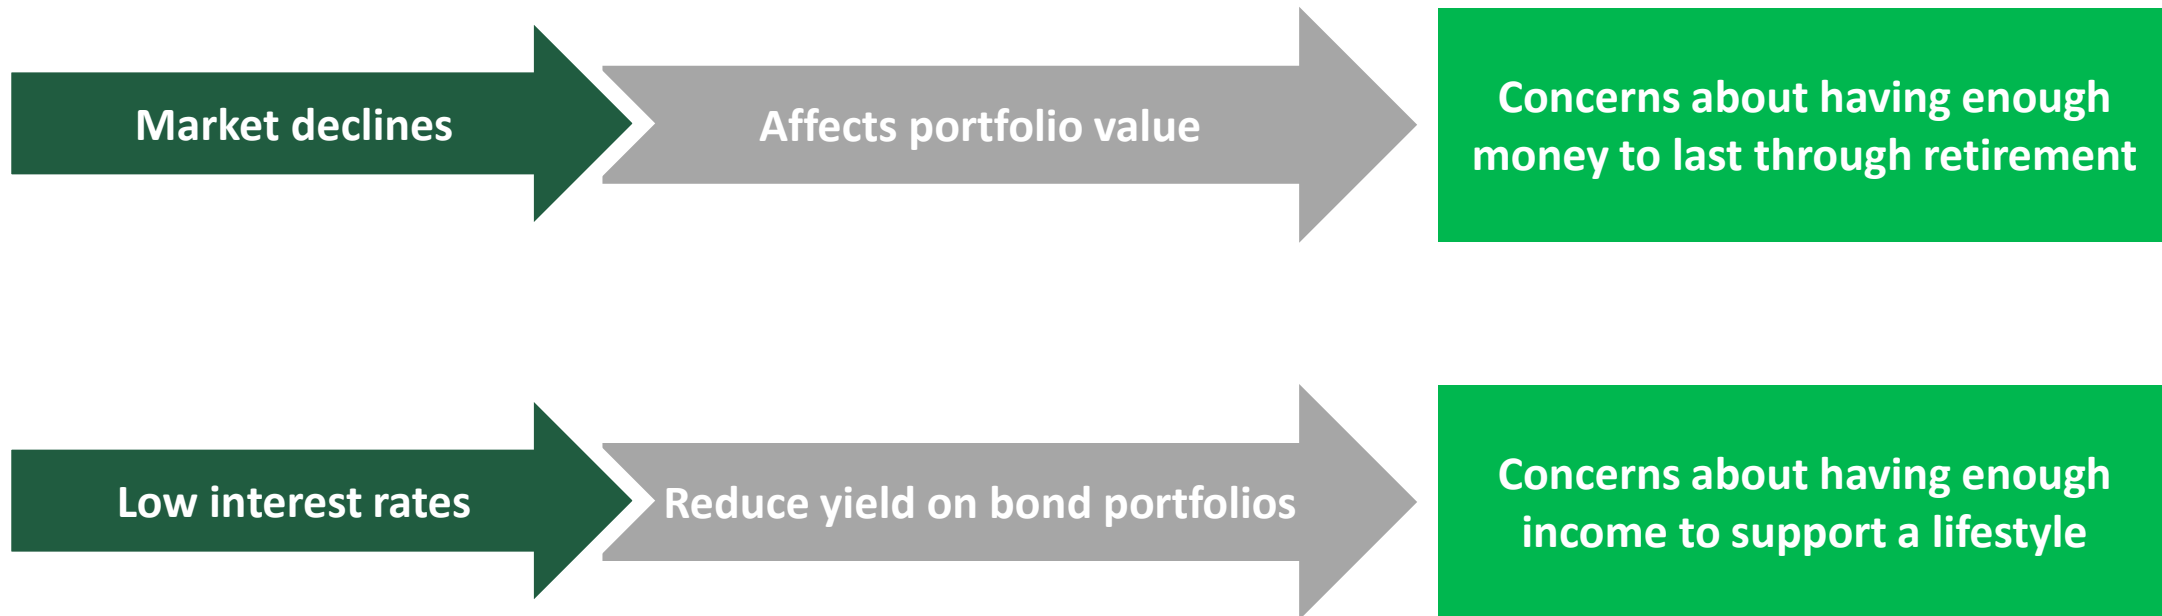 Market declines
Affects portfolio value
Concerns about having enough
money to last through retirement
Low interest rates
Reduce yield on bond portfolios
Concerns about having enough
income to support a lifestyle